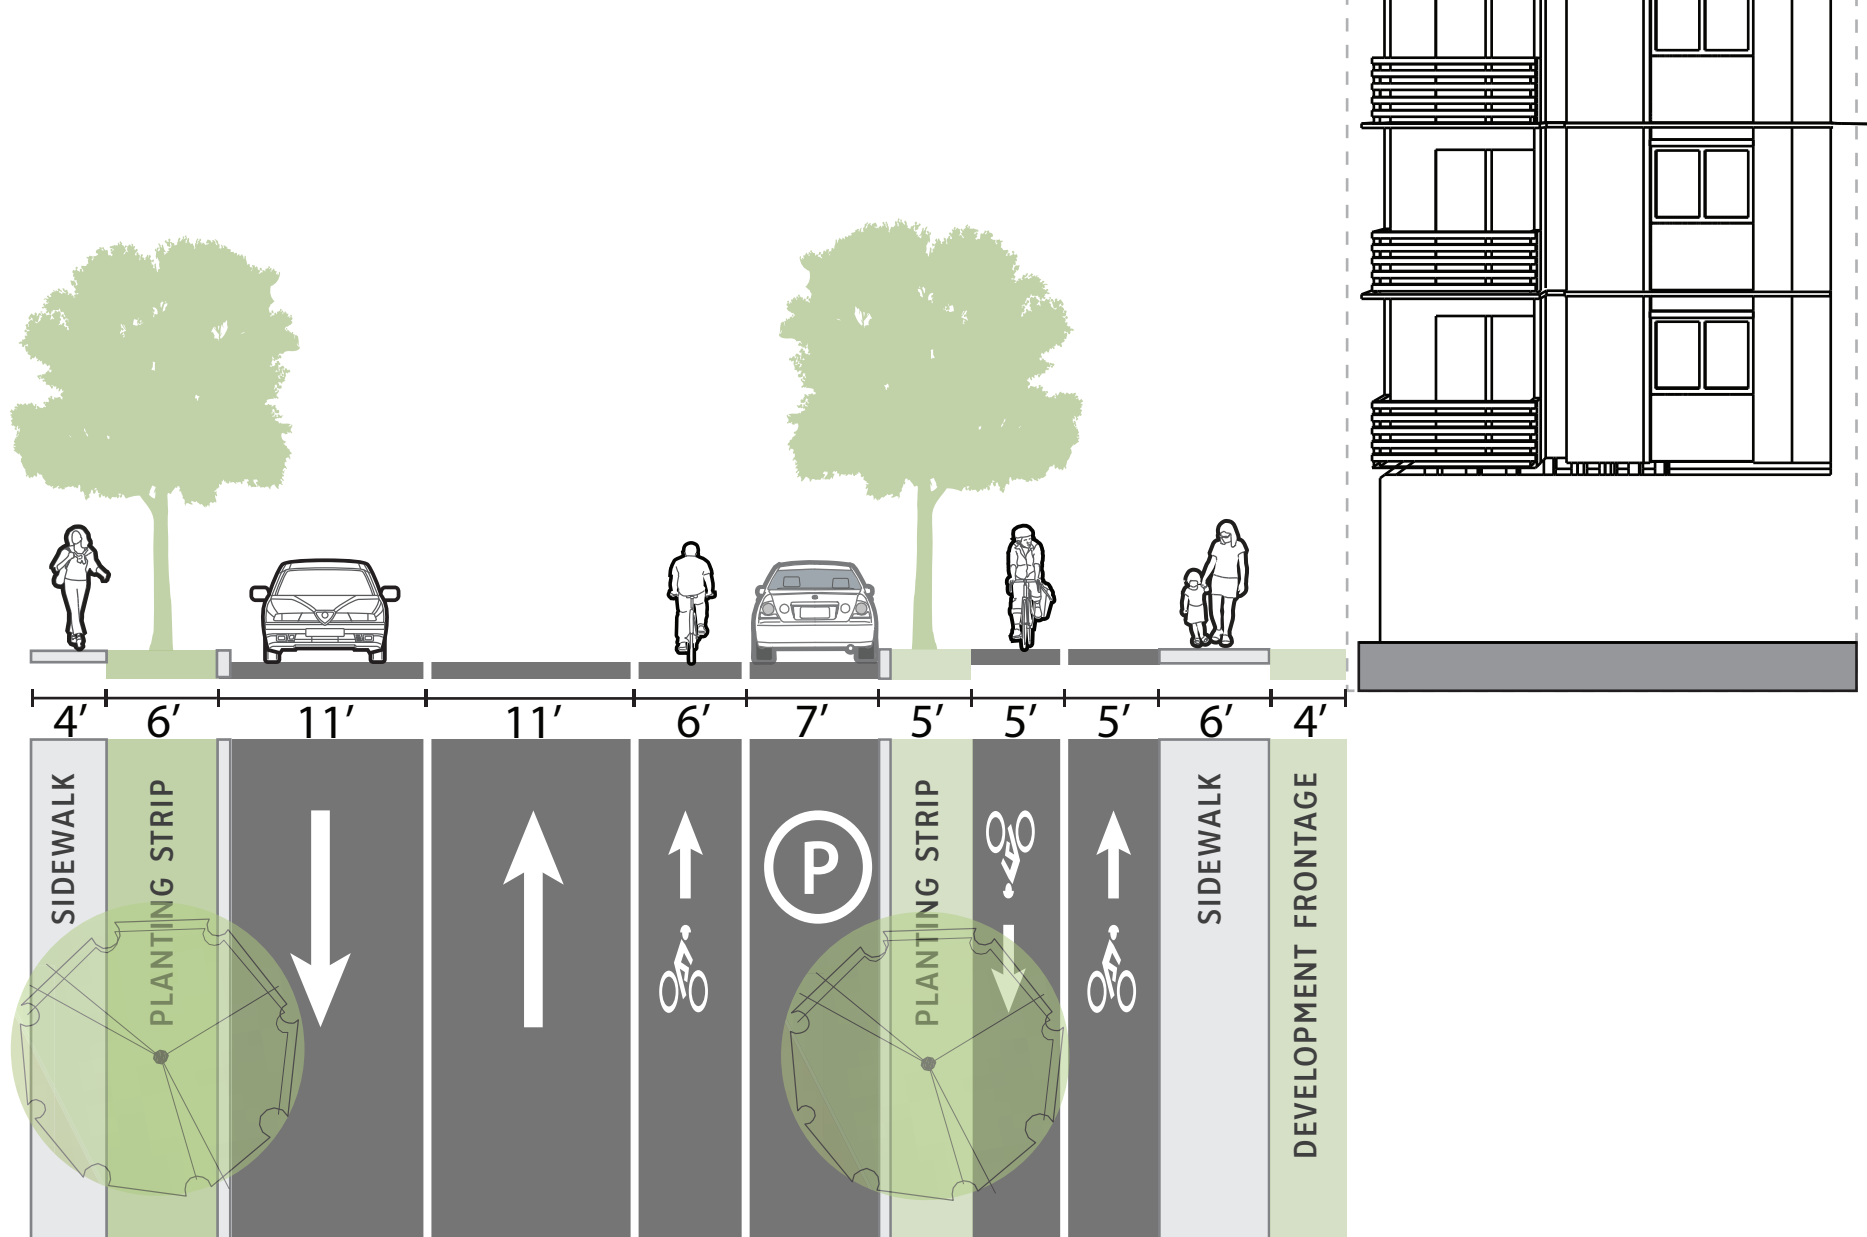 4’ 6’ 11’ 11’ 6’ 7’ 5’ 5’ 5’ 6’ 4’
SIDEWALK
PLANTING STRIP
P
PLANTING STRIP
SIDEWALK
DEVELOPMENT FRONTAGE